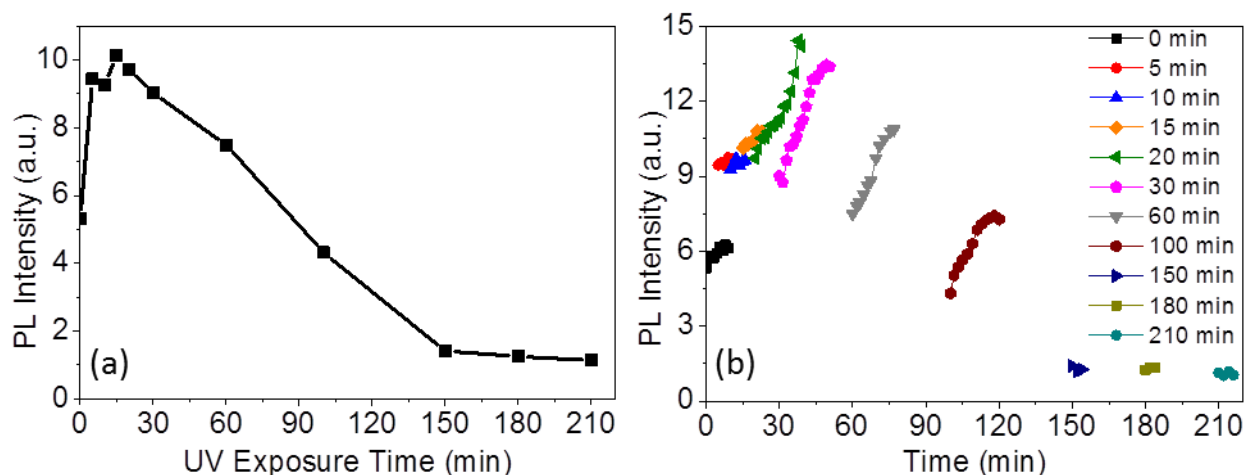 PL Intensity (a.u.)
10
8
6
4
2
0
(a)
0 30 60 90 120 150 180 210
UV Exposure Time (min)
PL Intensity (a.u.)
15
12
9
6
3
0
(b)
0 min
5 min
10 min
15 min
20 min
30 min
60 min
100 min
150 min
180 min
210 min
0 30 60 90 120 150 180 210
Time (min)